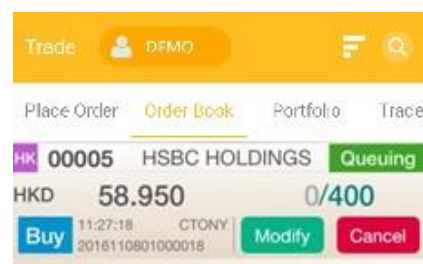 Trade DEMO
Place Order Order Book Portfolio Trade
HK 00005 HSBC HOLDINGS Queuing
HKD 58.950 0/400
Buy 11:27:18 CTONY Modify Cancel
2016110801000018